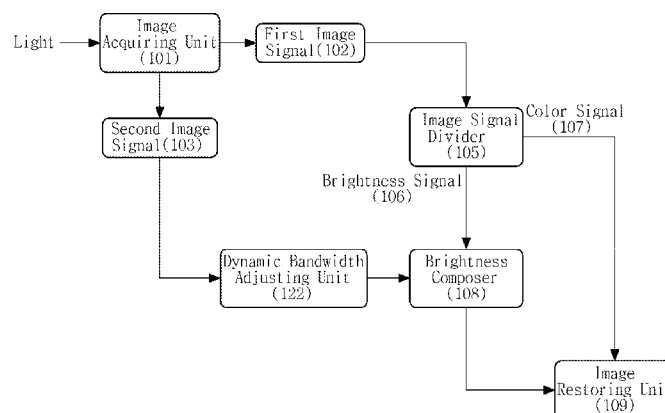 Light
Image
Acquiring Unit
(101)
First Image
Signal(102)
Second Image
Signal(103)
Image Signal
Divider
(105)
Color Signal
(107)
Brightness Signal
(106)
Dynamic Bandwidth
Adjusting Unit
(122)
Brightness
Composer
(108)
Image
Restoring Unit
(109)